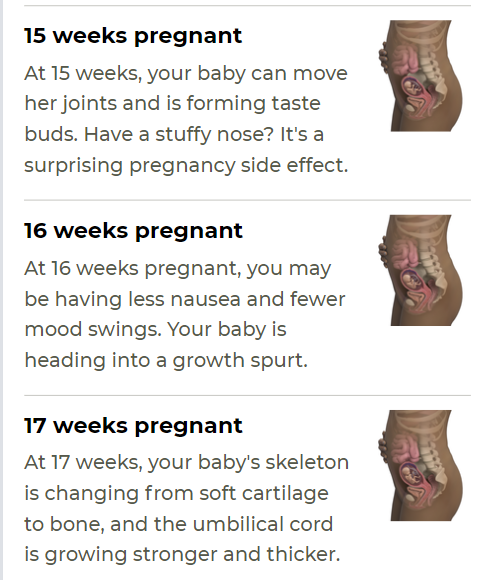 15 weeks pregnant
At 15 weeks, your baby can move
her joints and is forming taste
buds. Have a stuffy nose? It's a
surprising pregnancy side effect.
16 weeks pregnant
At 16 weeks pregnant, you may
be having less nausea and fewer
mood swings. Your baby is
heading into a growth spurt.
17 weeks pregnant
At 17 weeks, your baby's skeleton
is changing from soft cartilage
to bone, and the umbilical cord
is growing stronger and thicker.